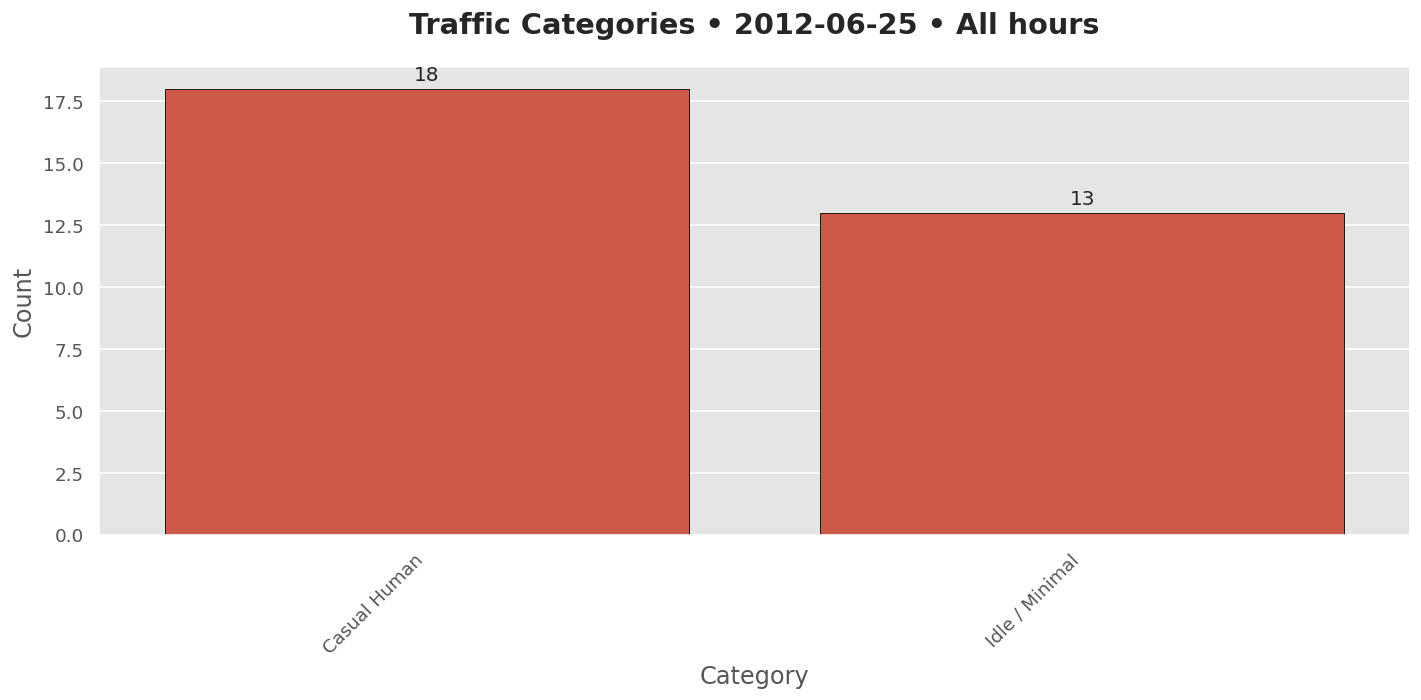 Traffic Categories • 2012-06-25 • All hours
18
13
17.5
15.0
12.5
10.0
7.5
5.0
2.5
0.0
Count
Casual Human
Idle / Minimal
Category